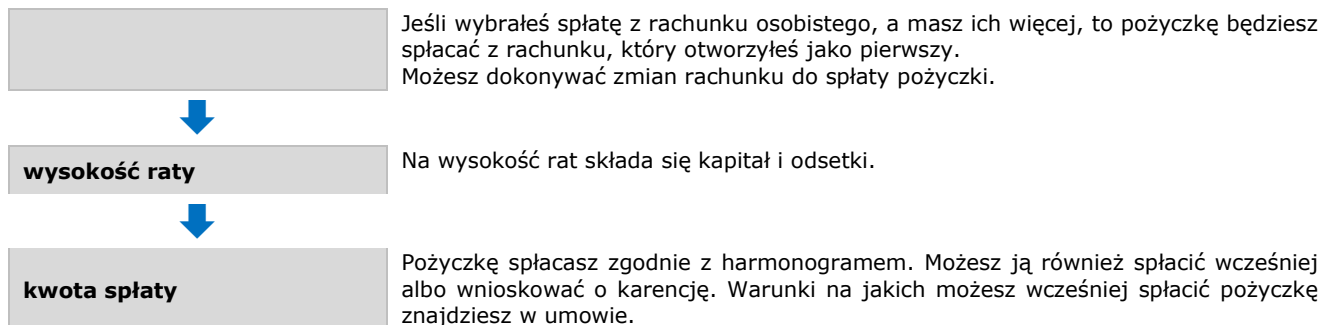 Jeśli wybrałeś spłatę z rachunku osobistego, a masz ich więcej, to pożyczkę będziesz
spłacać z rachunku, który otworzyłeś jako pierwszy.
Możesz dokonywać zmian rachunku do spłaty pożyczki.
wysokość raty
Na wysokość rat składa się kapitał i odsetki.
kwota spłaty
Pożyczkę spłacasz zgodnie z harmonogramem. Możesz ją również spłacić wcześniej
albo wnioskować o karencję. Warunki na jakich możesz wcześniej spłacić pożyczkę
znajdziesz w umowie.